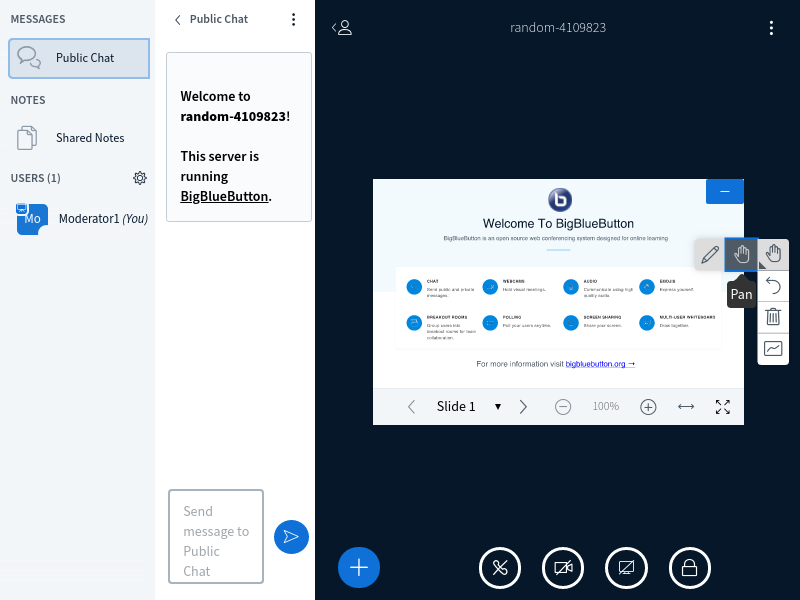 MESSAGES
Public Chat
NOTES
Shared Notes
USERS (1)
Mo
Moderator1 (You)
Public Chat
Welcome to
random-4109823!
This server is
running
BigBlueButton.
Send
message to
Public
Chat
random-4109823
b
Welcome To BigBlueButton
BigBlueButton is an open source web conferencing system designed for online learning
CHAT
Send public and private
messages.
WEBCAMS
Hold visual meetings.
AUDIO
Communicate using high
quality audio.
EMOJIS
Express yourself.
BREAKOUT ROOMS
Group users into
breakout rooms for team
collaboration.
POLLING
Poll your users anytime.
SCREEN SHARING
Share your screen.
MULTI-USER WHITEBOARD
Draw together.
For more information visit bigbluebutton.org →
Pan
Slide 1
100%